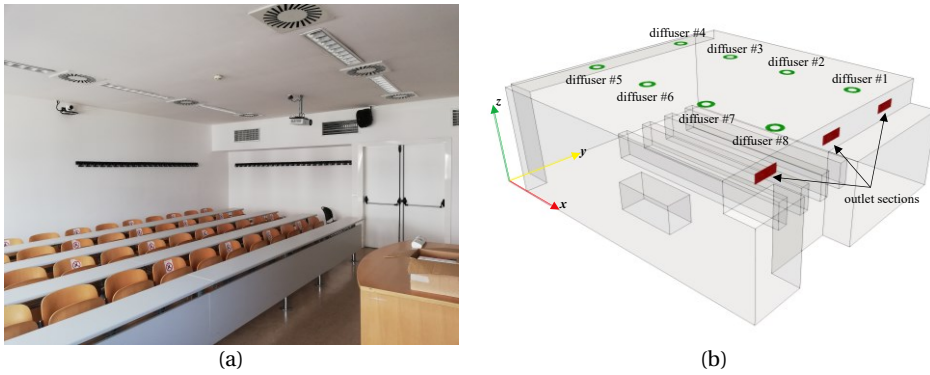 diffuser #4
diffuser #3
diffuser #2
diffuser #1
diffuser #5
diffuser #6
diffuser #7
diffuser #8
z
y
x
outlet sections
(a)
(b)